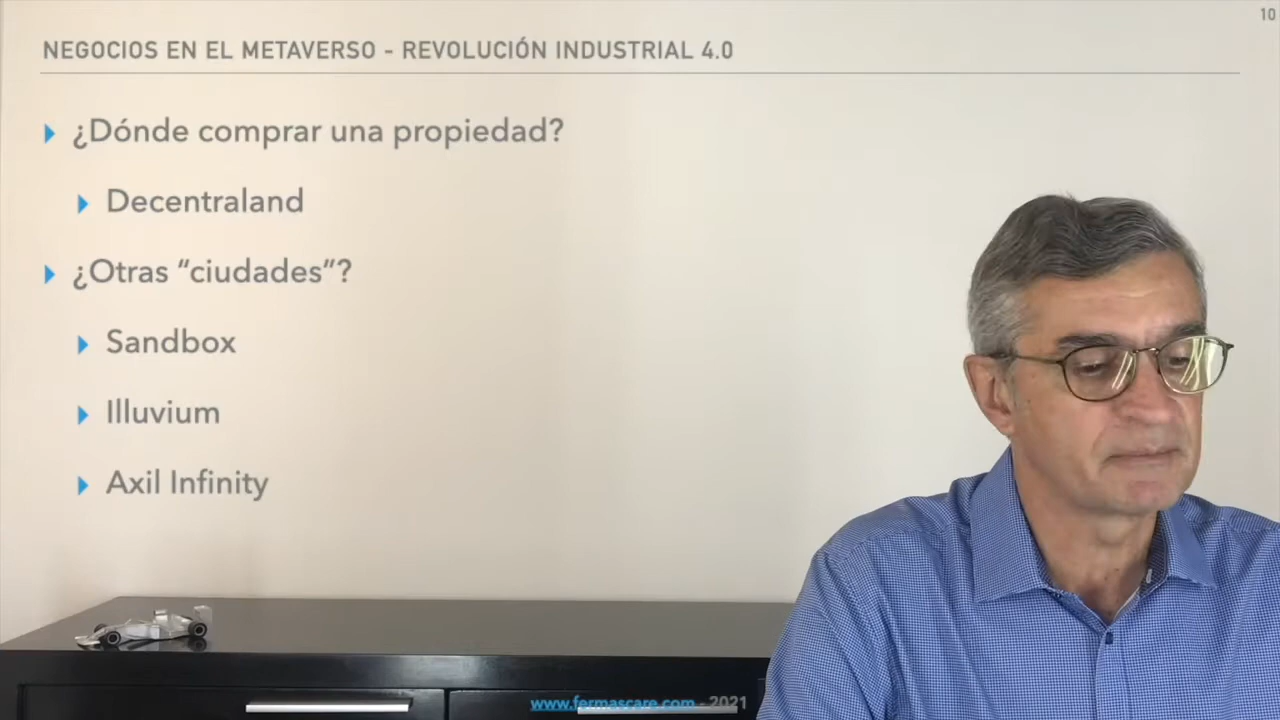 10
NEGOCIOS EN EL METAVERSO - REVOLUCIÓN INDUSTRIAL 4.0
¿Dónde comprar una propiedad?
Decentraland
¿Otras “ciudades”?
Sandbox
Illuvium
Axil Infinity
www.fermascare.com - 2021